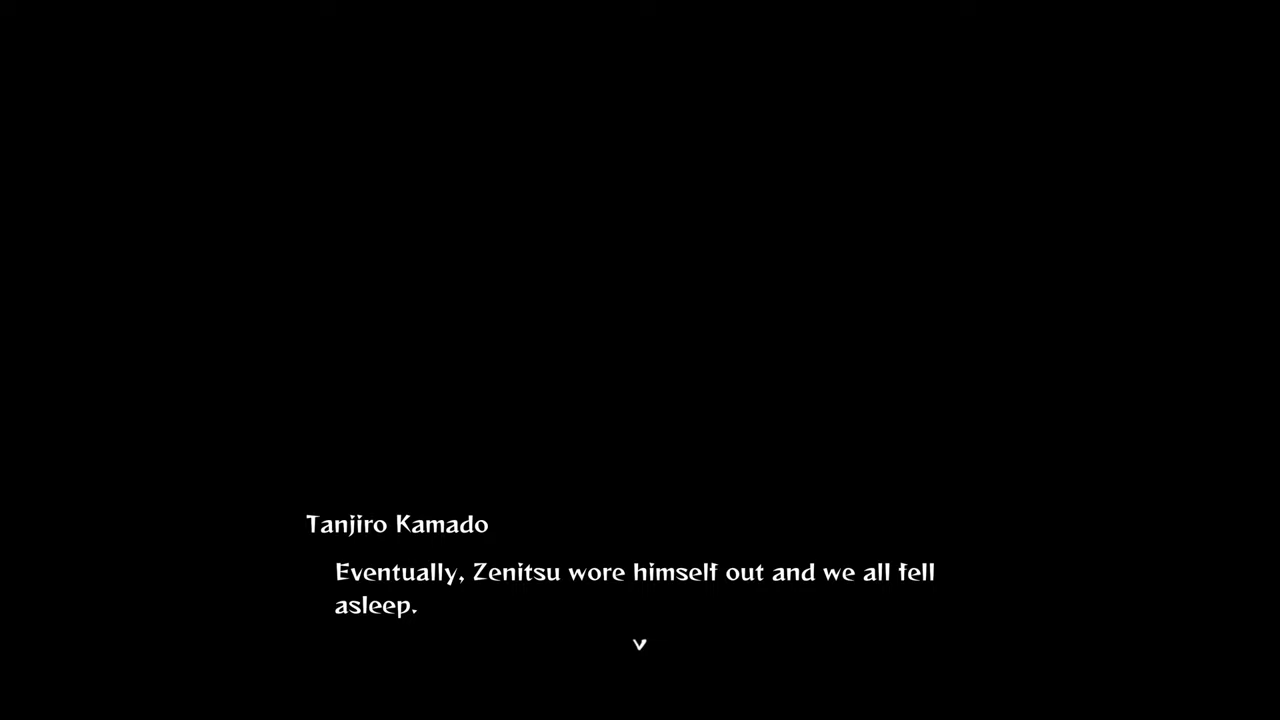 Tanjiro Kamado
Eventually, Zenitsu wore himself out and we all fell
asleep.